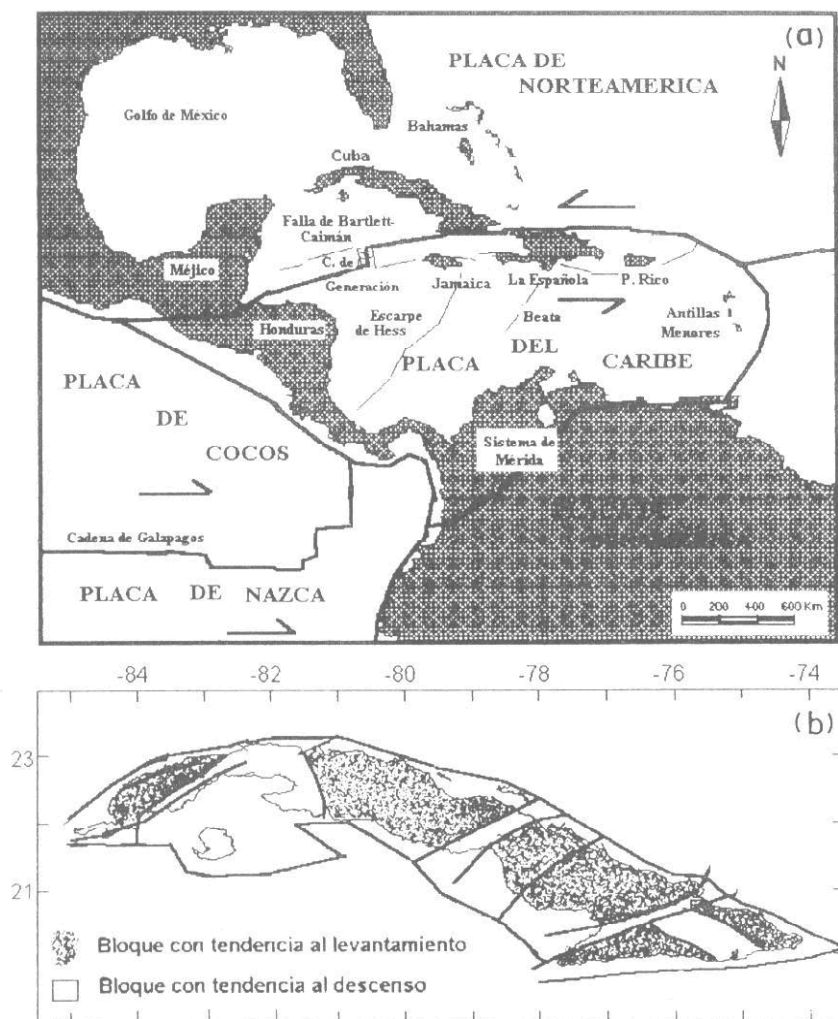 (a)
PLACA DE
NORTEAMERICA
N
Golfo de México
Bahamas
Cuba
Falla de Bartlett-
Caimán
C. de
Generación
Méjico
Jamaica
La Española
P. Rico
Honduras
Escarpe
de Hess
Beata
Antillas
Menores
PLACA DEL CARIBE
PLACA
DE
COCOS
Sistema de
Mérida
Cadena de Galapagos
PLACA DE NAZCA
0 200 400 600 Km
-84 -82 -80 -78 -76 -74
(b)
23
21
Bloque con tendencia al levantamiento
Bloque con tendencia al descenso